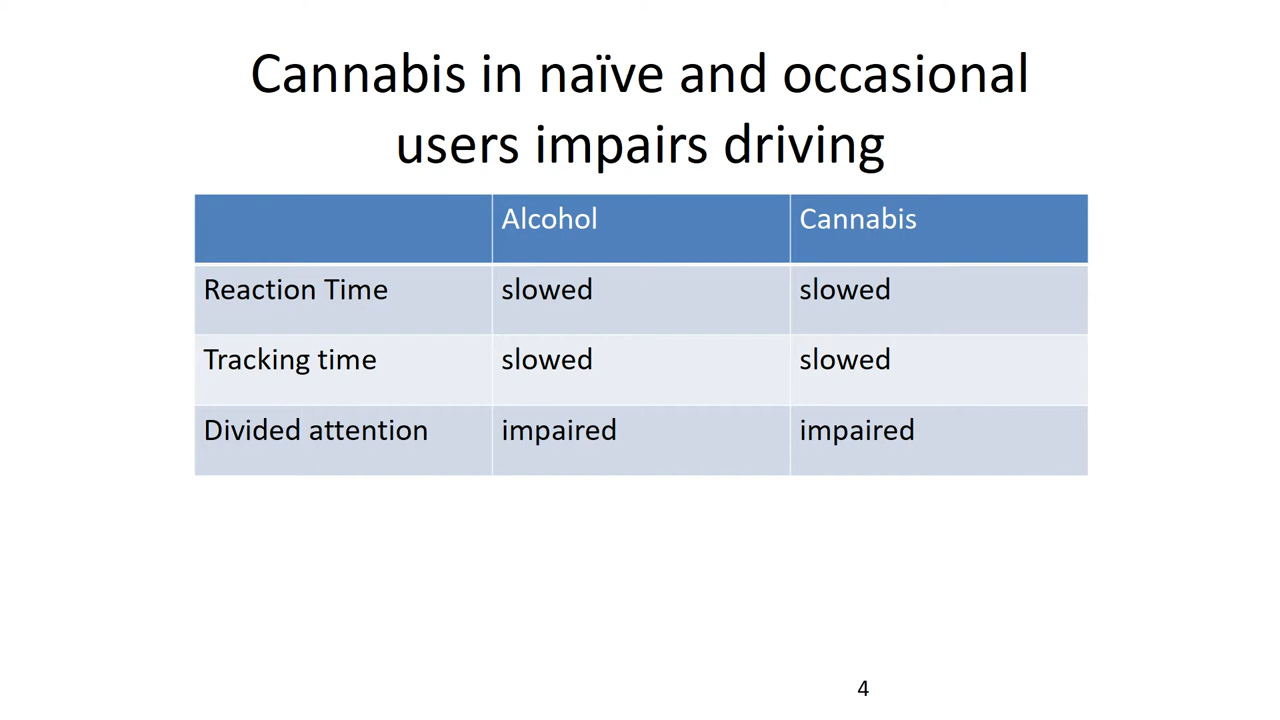 Cannabis in naïve and occasional
users impairs driving
Alcohol Cannabis
Reaction Time slowed slowed
Tracking time slowed slowed
Divided attention impaired impaired
4